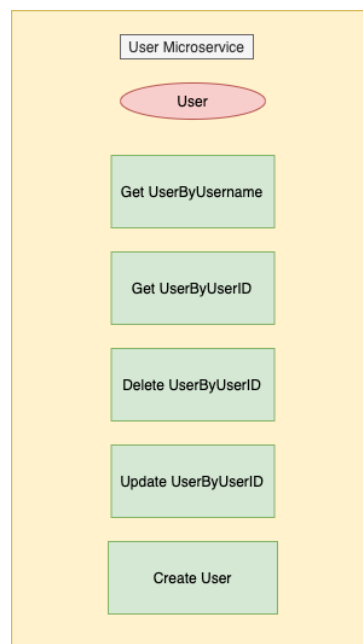 User Microservice
User
Get UserByUsername
Get UserByUserID
Delete UserByUserID
Update UserByUserID
Create User